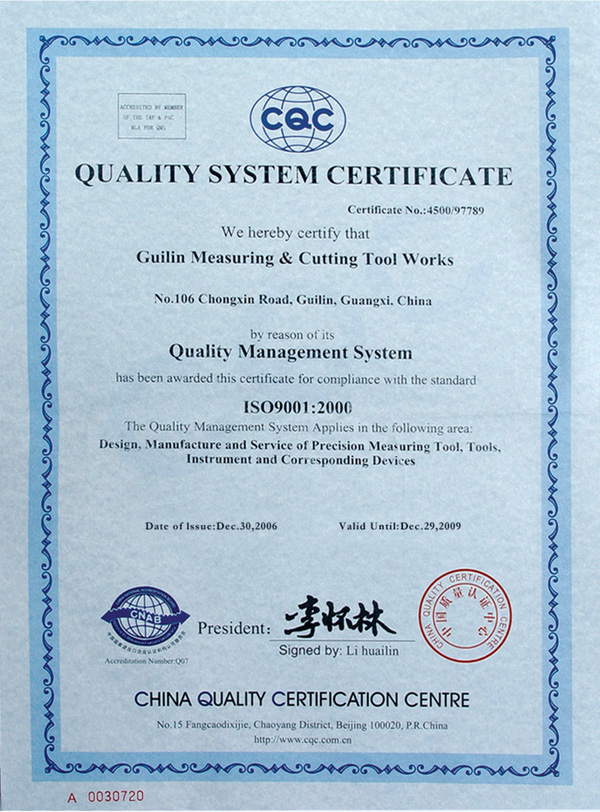 ACCREDITED BY MEMBER
OF THE IAF & PAC
MLA FOR QMS
CQC
QUALITY SYSTEM CERTIFICATE
Certificate No.:4500/97789
We hereby certify that
Guilin Measuring & Cutting Tool Works
No.106 Chongxin Road, Guilin, Guangxi, China
by reason of its
Quality Management System
has been awarded this certificate for compliance with the standard
ISO9001:2000
The Quality Management System Applies in the following area:
Design, Manufacture and Service of Precision Measuring Tool, Tools,
Instrument and Corresponding Devices
Date of Issue:Dec.30,2006
Valid Until:Dec.29,2009
CNAB
Accreditation Number:Q07
President:
李怀林
Signed by: Li huailin
CHINA QUALITY CERTIFICATION CENTRE
中国质量认证中心
CHINA QUALITY CERTIFICATION CENTRE
No.15 Fangcaodixijie, Chaoyang District, Beijing 100020, P.R.China
http://www.cqc.com.cn
A 0030720